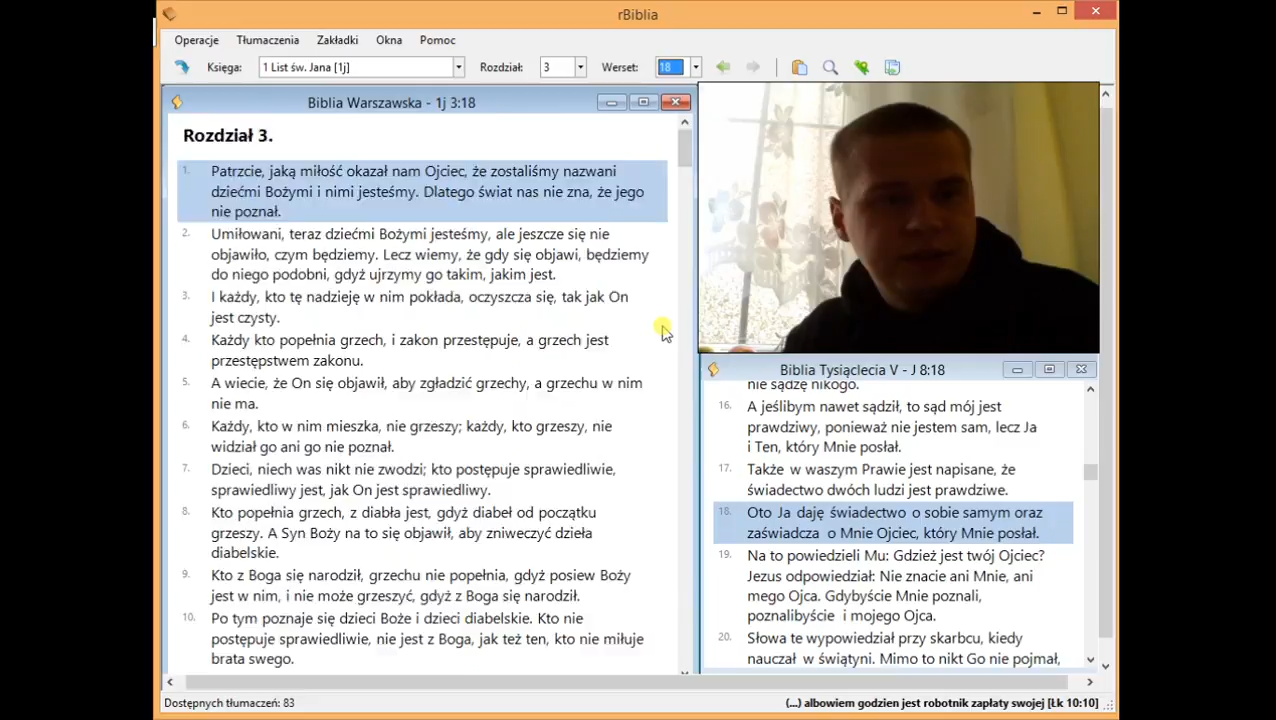 rBiblia
Operacje Tłumaczenia Zakładki Okna Pomoc
Księga: 1 List św. Jana [1j] Rozdział: 3 Werset: 18
Biblia Warszawska - 1j 3:18
Rozdział 3.
1. Patrzcie, jaką miłość okazał nam Ojciec, że zostaliśmy nazwani
dziećmi Bożymi i nimi jesteśmy. Dlatego świat nas nie zna, że jego
nie poznał.
2. Umiłowani, teraz dziećmi Bożymi jesteśmy, ale jeszcze się nie
objawiło, czym będziemy. Lecz wiemy, że gdy się objawi, będziemy
do niego podobni, gdyż ujrzymy go takim, jakim jest.
3. I każdy, kto tę nadzieję w nim pokłada, oczyszcza się, tak jak On
jest czysty.
4. Każdy kto popełnia grzech, i zakon przestępuje, a grzech jest
przestępstwem zakonu.
5. A wiecie, że On się objawił, aby zgładzić grzechy, a grzechu w nim
nie ma.
6. Każdy, kto w nim mieszka, nie grzeszy; każdy, kto grzeszy, nie
widział go ani go nie poznał.
7. Dzieci, niech was nikt nie zwodzi; kto postępuje sprawiedliwie,
sprawiedliwy jest, jak On jest sprawiedliwy.
8. Kto popełnia grzech, z diabła jest, gdyż diabeł od początku
grzeszy. A Syn Boży na to się objawił, aby zniweczyć dzieła
diabelskie.
9. Kto z Boga się narodził, grzechu nie popełnia, gdyż posiew Boży
jest w nim, i nie może grzeszyć, gdyż z Boga się narodził.
10. Po tym poznaje się dzieci Boże i dzieci diabelskie. Kto nie
postępuje sprawiedliwie, nie jest z Boga, jak też ten, kto nie miłuje
brata swego.
Biblia Tysiąclecia V - J 8:18
nie sądzę nikogo.
16. A jeślibym nawet sądził, to sąd mój jest
prawdziwy, ponieważ nie jestem sam, lecz Ja
i Ten, który Mnie posłał.
17. Także w waszym Prawie jest napisane, że
świadectwo dwóch ludzi jest prawdziwe.
18. Oto Ja daję świadectwo o sobie samym oraz
zaświadcza o Mnie Ojciec, który Mnie posłał.
19. Na to powiedzieli Mu: Gdzież jest twój Ojciec?
Jezus odpowiedział: Nie znacie ani Mnie, ani
mego Ojca. Gdybyście Mnie poznali,
poznalibyście i mojego Ojca.
20. Słowa te wypowiedział przy skarbcu, kiedy
nauczał w świątyni. Mimo to nikt Go nie pojmał,
Dostępnych tłumaczeń: 83
(...) albowiem godzien jest robotnik zapłaty swojej [Łk 10:10]